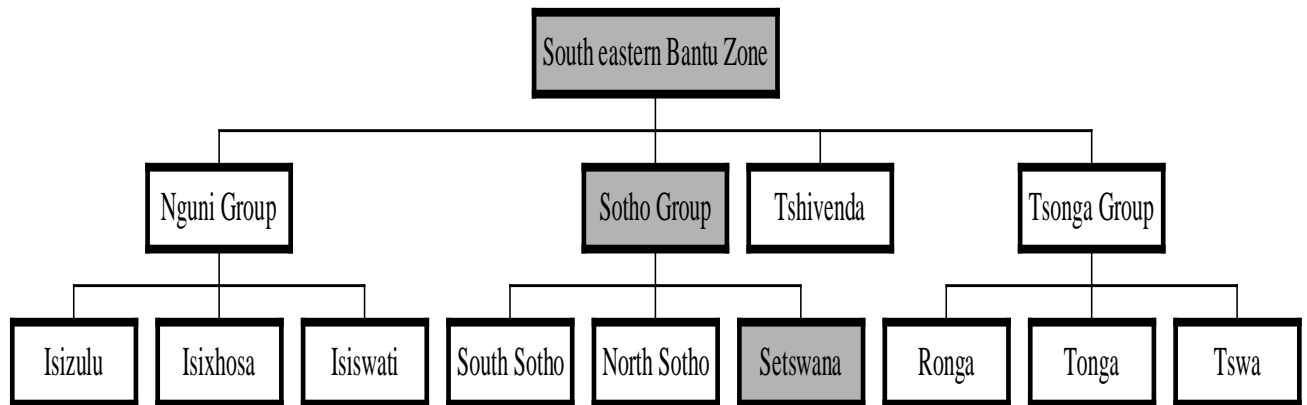 South eastern Bantu Zone
Nguni Group
Sotho Group
Tshivenda
Tsonga Group
Isizulu
Isixhosa
Isiswati
South Sotho
North Sotho
Setswana
Ronga
Tonga
Tswa